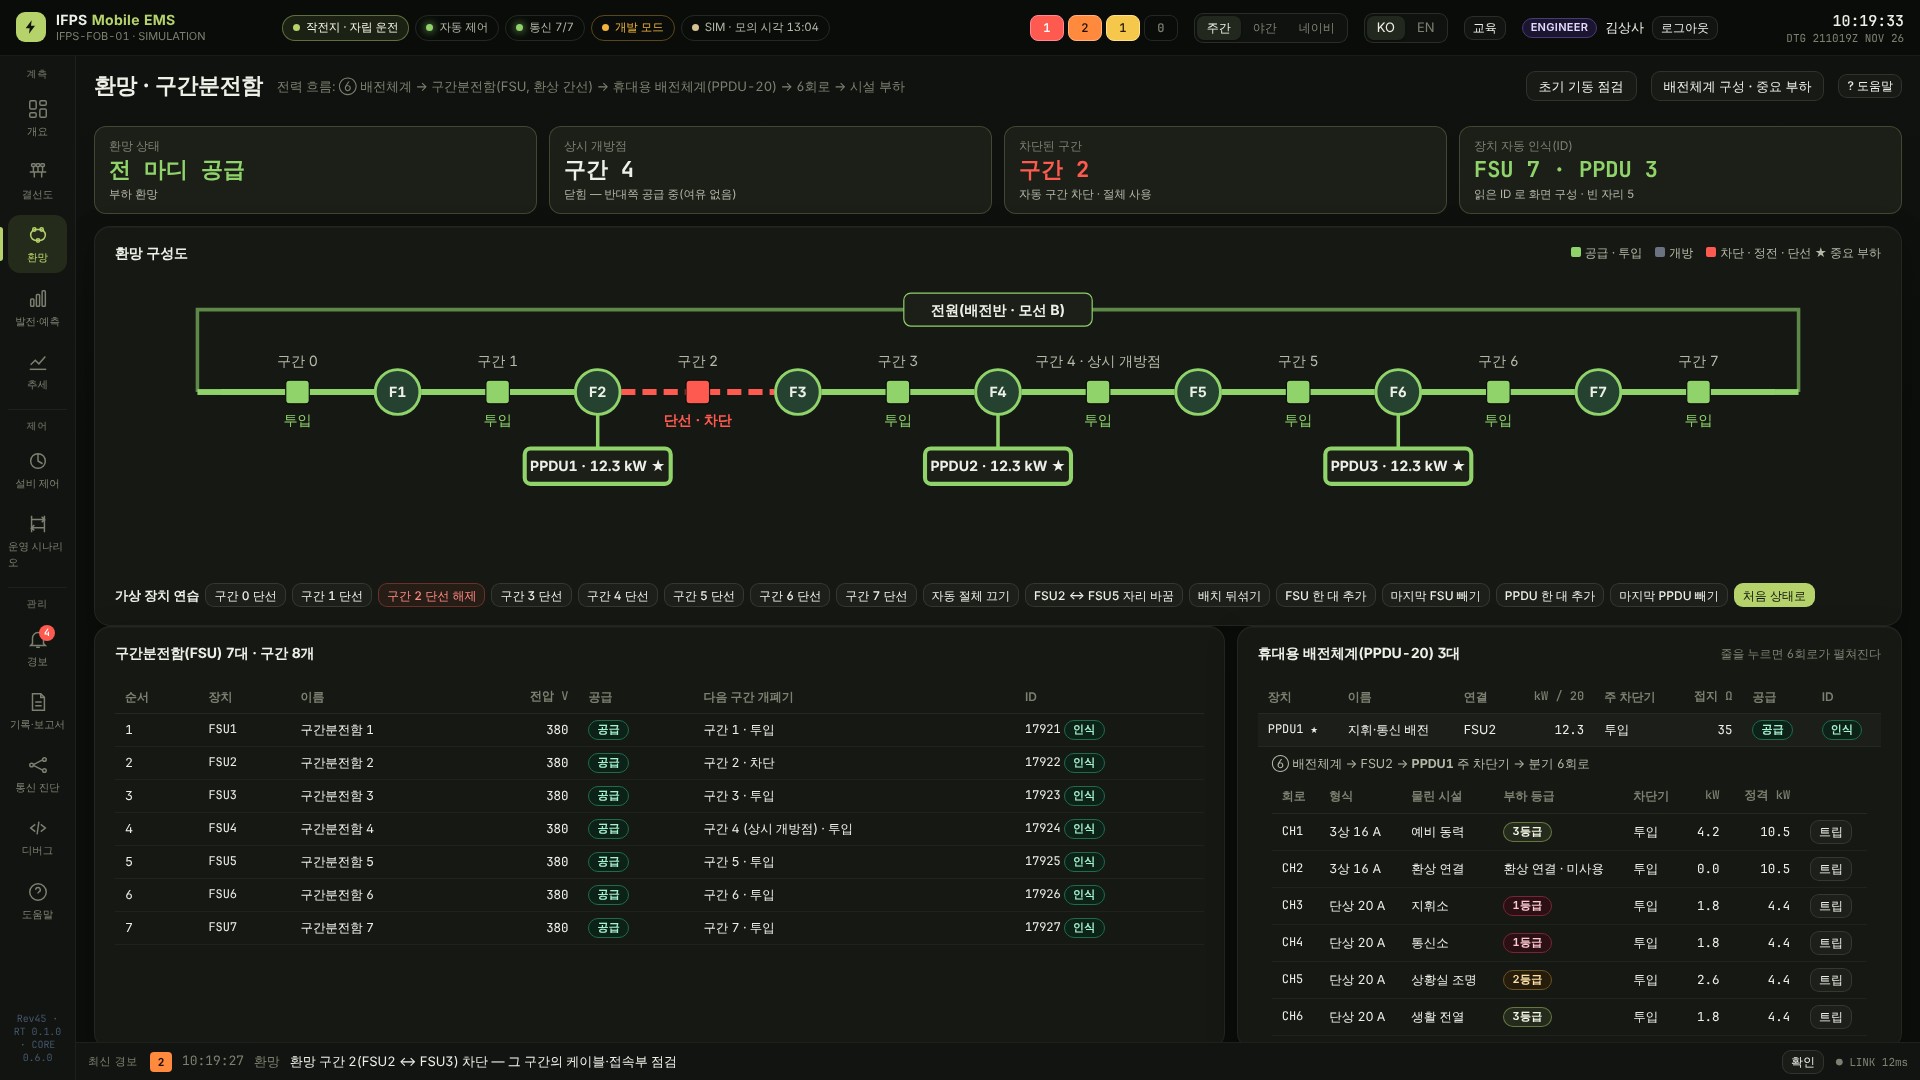 IFPS Mobile EMS
IFPS-FOB-01 · SIMULATION
작전지 · 자립 운전
자동 제어
통신 7/7
개발 모드
SIM · 모의 시각 13:04
1 2 1 0
주간 야간 네이비
KO EN
교육
ENGINEER 김상사 로그아웃
10:19:33
DTG 211019Z NOV 26
계측
개요
결선도
환망
발전·예측
추세
제어
설비 제어
운영 시나리
오
관리
4
경보
기록·보고서
통신 진단
디버그
도움말
Rev45 ·
RT 0.1.0
· CORE
0.6.0
환망 · 구간분전함
전력 흐름: ⑥ 배전체계 → 구간분전함(FSU, 환상 간선) → 휴대용 배전체계(PPDU-20) → 6회로 → 시설 부하
초기 기동 점검
배전체계 구성 · 중요 부하
? 도움말
환망 상태
전 마디 공급
부하 환망
상시 개방점
구간 4
닫힘 — 반대쪽 공급 중(여유 없음)
차단된 구간
구간 2
자동 구간 차단 · 절체 사용
장치 자동 인식(ID)
FSU 7 · PPDU 3
읽은 ID 로 화면 구성 · 빈 자리 5
환망 구성도
공급 · 투입 개방 차단 · 정전 · 단선 ★ 중요 부하
전원(배전반 · 모선 B)
구간 0 구간 1 구간 2 구간 3 구간 4 · 상시 개방점 구간 5 구간 6 구간 7
F1 F2 F3 F4 F5 F6 F7
투입 투입 단선 · 차단 투입 투입 투입 투입 투입
PPDU1 · 12.3 kW ★ PPDU2 · 12.3 kW ★ PPDU3 · 12.3 kW ★
가상 장치 연습 구간 0 단선 구간 1 단선 구간 2 단선 해제 구간 3 단선 구간 4 단선 구간 5 단선 구간 6 단선 구간 7 단선 자동 절체 끄기 FSU2 ↔ FSU5 자리 바꿈 배치 뒤섞기 FSU 한 대 추가 마지막 FSU 빼기 PPDU 한 대 추가 마지막 PPDU 빼기 처음 상태로
구간분전함(FSU) 7대 · 구간 8개
순서 장치 이름 전압 V 공급 다음 구간 개폐기 ID
1 FSU1 구간분전함 1 380 공급 구간 1 · 투입 17921 인식
2 FSU2 구간분전함 2 380 공급 구간 2 · 차단 17922 인식
3 FSU3 구간분전함 3 380 공급 구간 3 · 투입 17923 인식
4 FSU4 구간분전함 4 380 공급 구간 4 (상시 개방점) · 투입 17924 인식
5 FSU5 구간분전함 5 380 공급 구간 5 · 투입 17925 인식
6 FSU6 구간분전함 6 380 공급 구간 6 · 투입 17926 인식
7 FSU7 구간분전함 7 380 공급 구간 7 · 투입 17927 인식
휴대용 배전체계(PPDU-20) 3대
줄을 누르면 6회로가 펼쳐진다
장치 이름 연결 kW / 20 주 차단기 접지 Ω 공급 ID
PPDU1 ★ 지휘·통신 배전 FSU2 12.3 투입 35 공급 인식
⑥ 배전체계 → FSU2 → PPDU1 주 차단기 → 분기 6회로
회로 형식 물린 시설 부하 등급 차단기 kW 정격 kW
CH1 3상 16 A 예비 동력 3등급 투입 4.2 10.5 트립
CH2 3상 16 A 환상 연결 환상 연결 · 미사용 투입 0.0 10.5 트립
CH3 단상 20 A 지휘소 1등급 투입 1.8 4.4 트립
CH4 단상 20 A 통신소 1등급 투입 1.8 4.4 트립
CH5 단상 20 A 상황실 조명 2등급 투입 2.6 4.4 트립
CH6 단상 20 A 생활 전열 3등급 투입 1.8 4.4 트립
최신 경보 2 10:19:27 환망 환망 구간 2(FSU2 ↔ FSU3) 차단 — 그 구간의 케이블·접속부 점검
확인
LINK 12ms